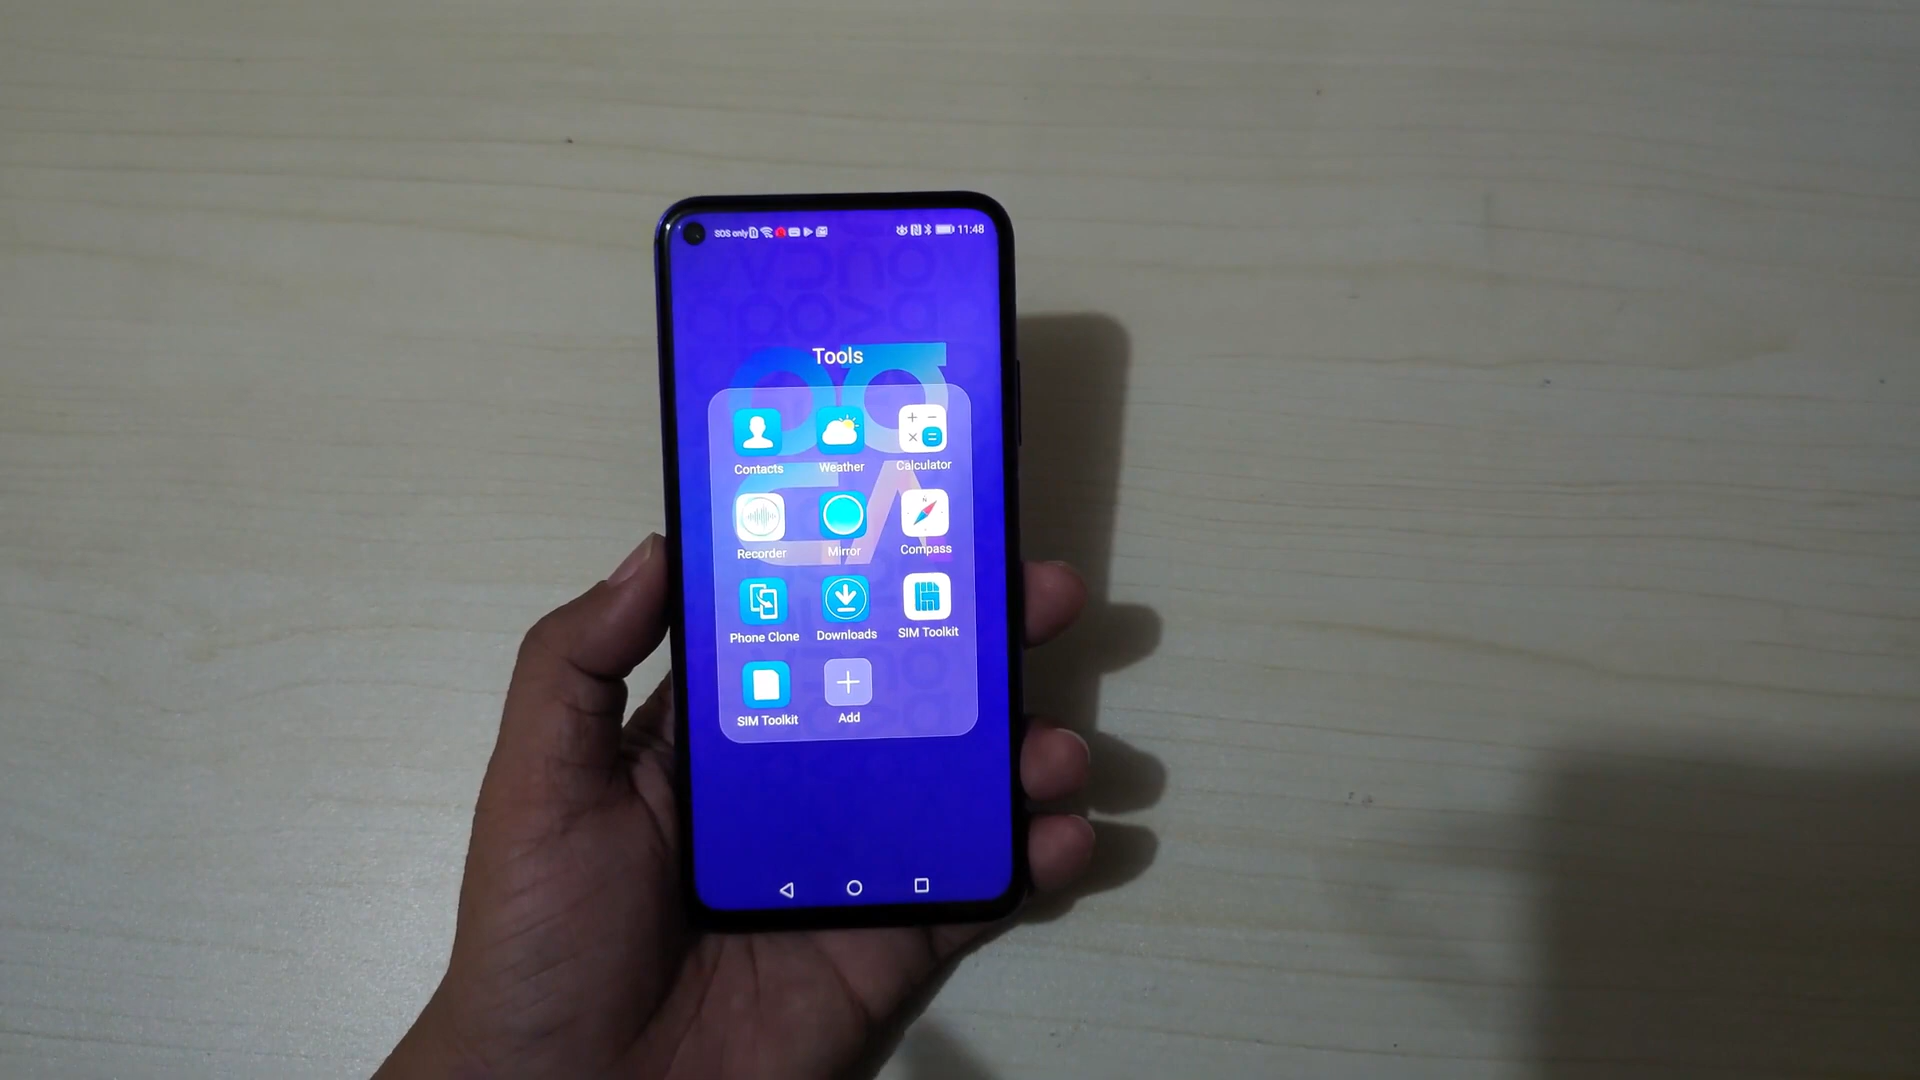 SOS only 11:48
Tools
Contacts Weather Calculator
Recorder Mirror Compass
Phone Clone Downloads SIM Toolkit
SIM Toolkit Add